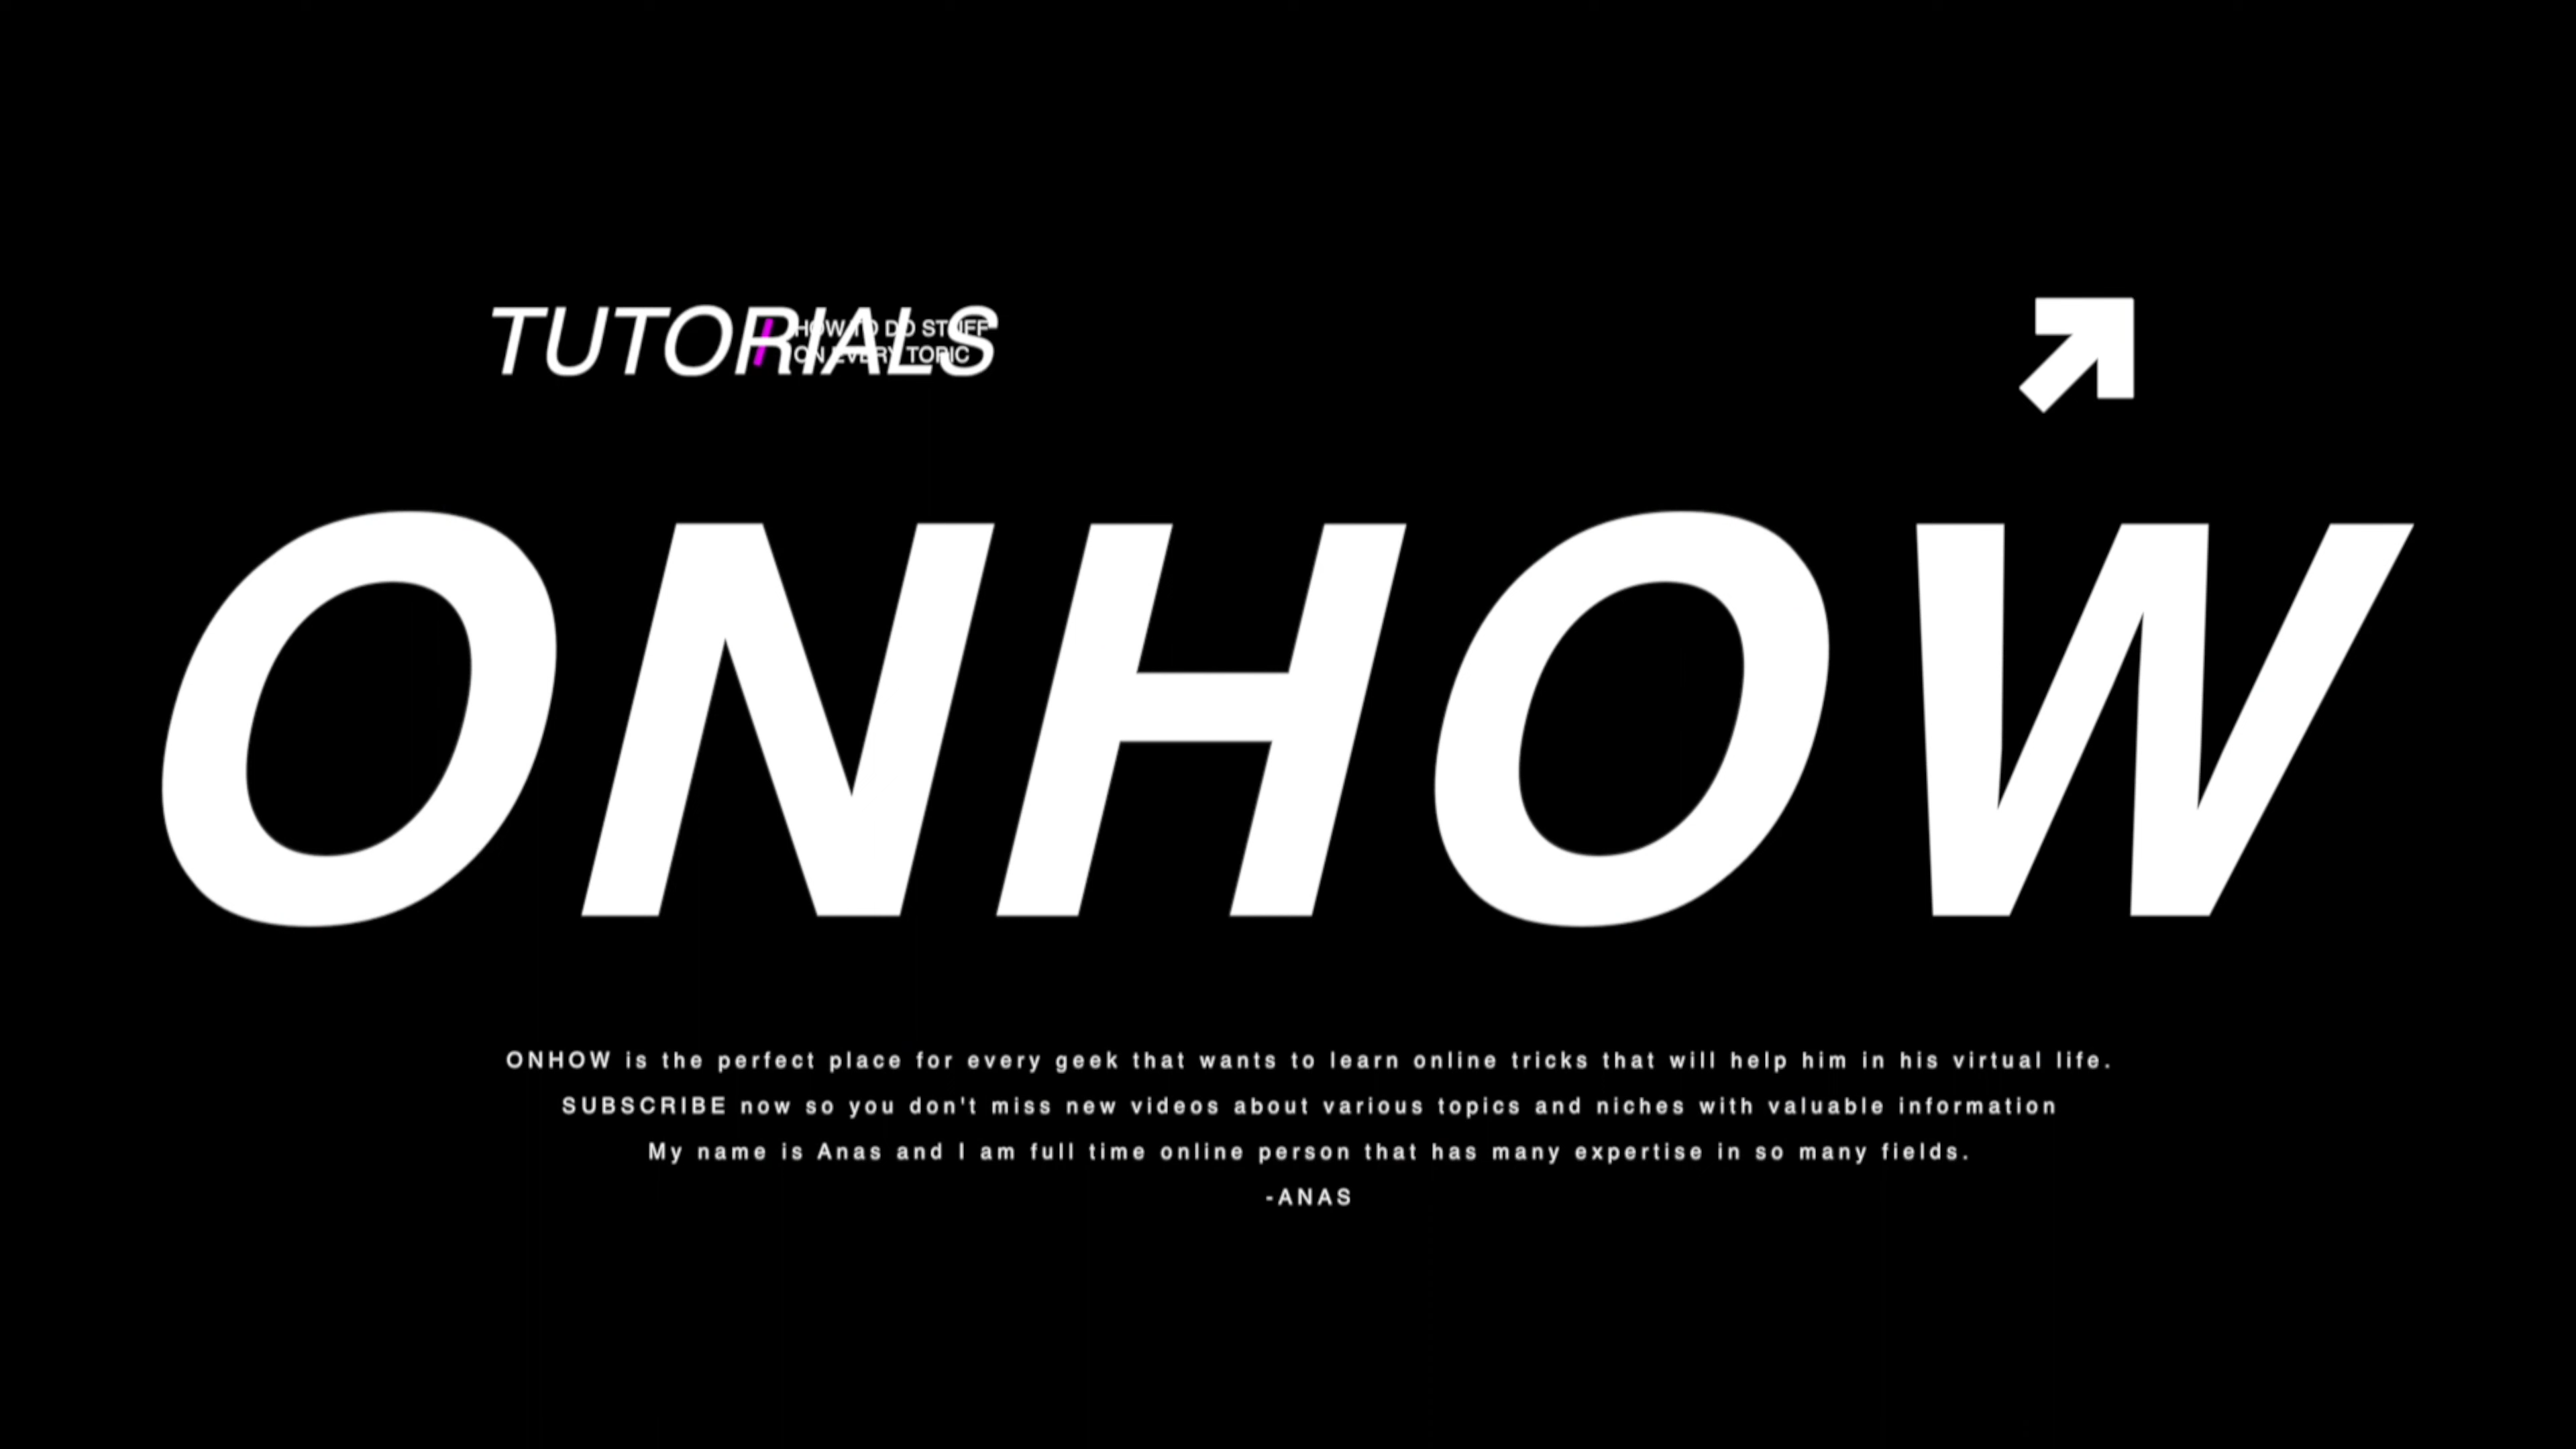 TUTORIALS
HOW TO DO STUFF
ON EVERY TOPIC
ONHOW
ONHOW is the perfect place for every geek that wants to learn online tricks that will help him in his virtual life.
SUBSCRIBE now so you don't miss new videos about various topics and niches with valuable information
My name is Anas and I am full time online person that has many expertise in so many fields.
-ANAS